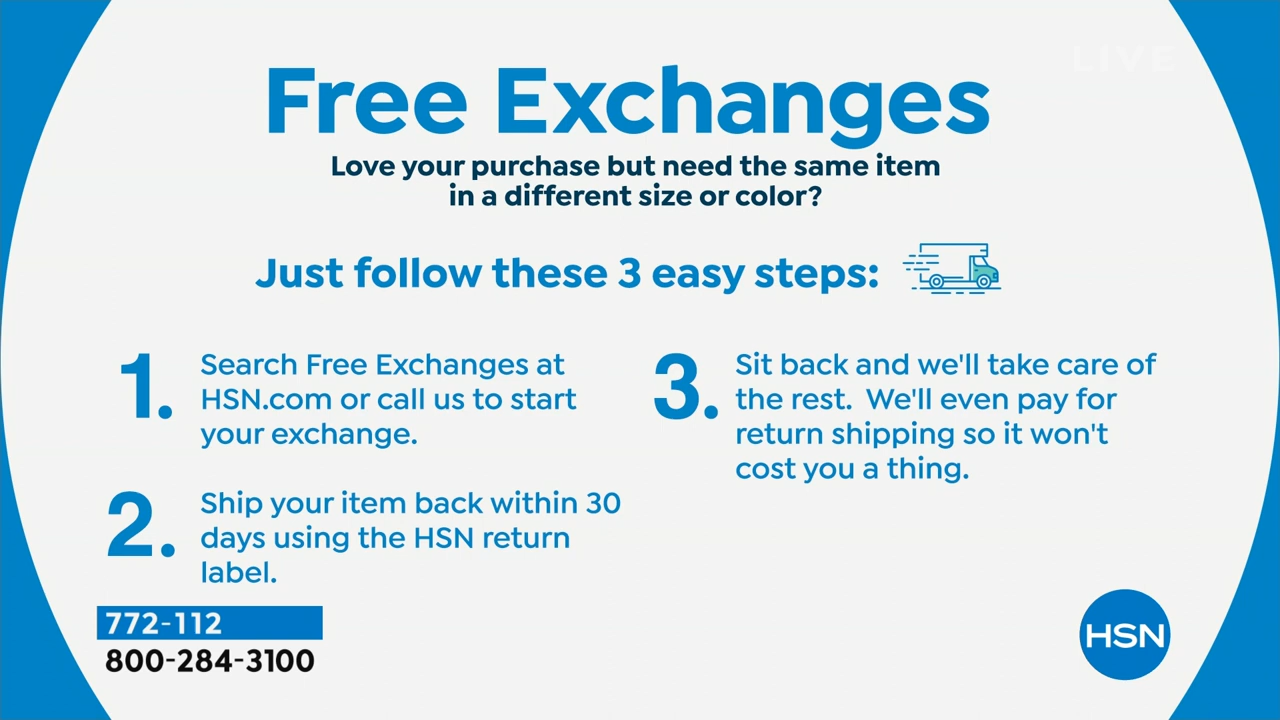 LIVE
Free Exchanges
Love your purchase but need the same item
in a different size or color?
Just follow these 3 easy steps:
1. Search Free Exchanges at
HSN.com or call us to start
your exchange.
2. Ship your item back within 30
days using the HSN return
label.
3. Sit back and we'll take care of
the rest. We'll even pay for
return shipping so it won't
cost you a thing.
772-112
800-284-3100
HSN